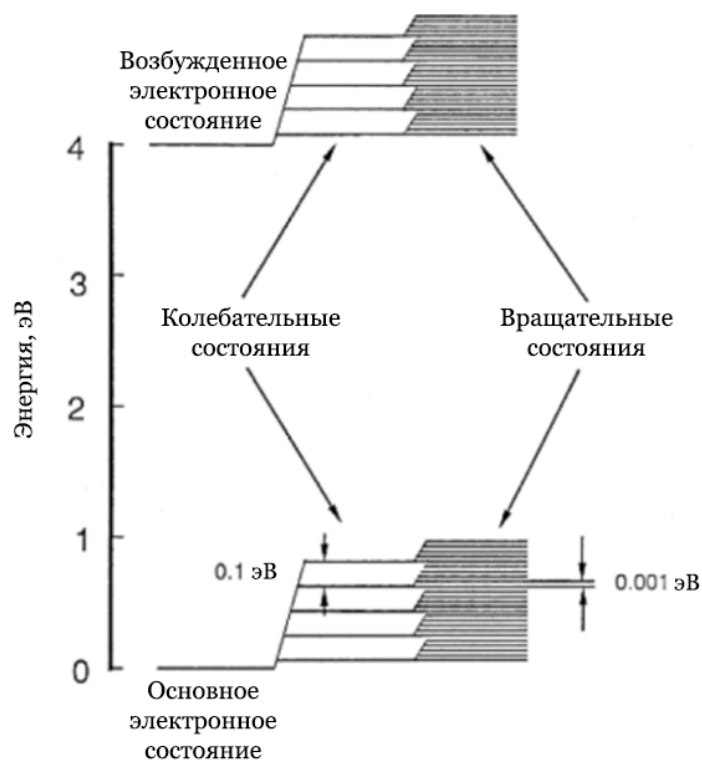 Возбужденное
электронное
состояние
4
3
Колебательные
состояния
Вращательные
состояния
Энергия, эВ
2
1
0.1 эВ
0.001 эВ
0
Основное
электронное
состояние